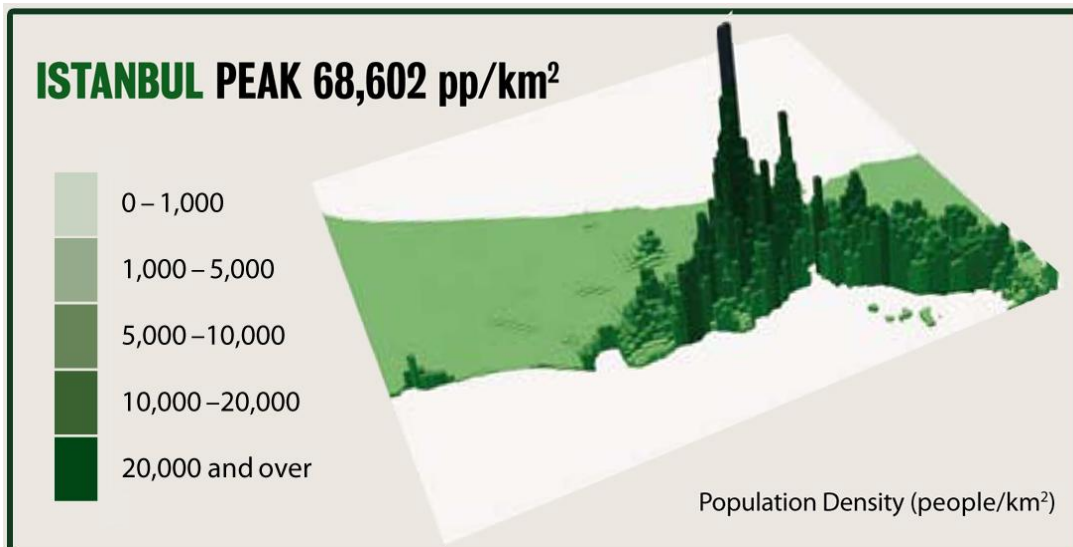 ISTANBUL PEAK 68,602 pp/km²
0 – 1,000
1,000 – 5,000
5,000 –10,000
10,000 –20,000
20,000 and over
Population Density (people/km²)